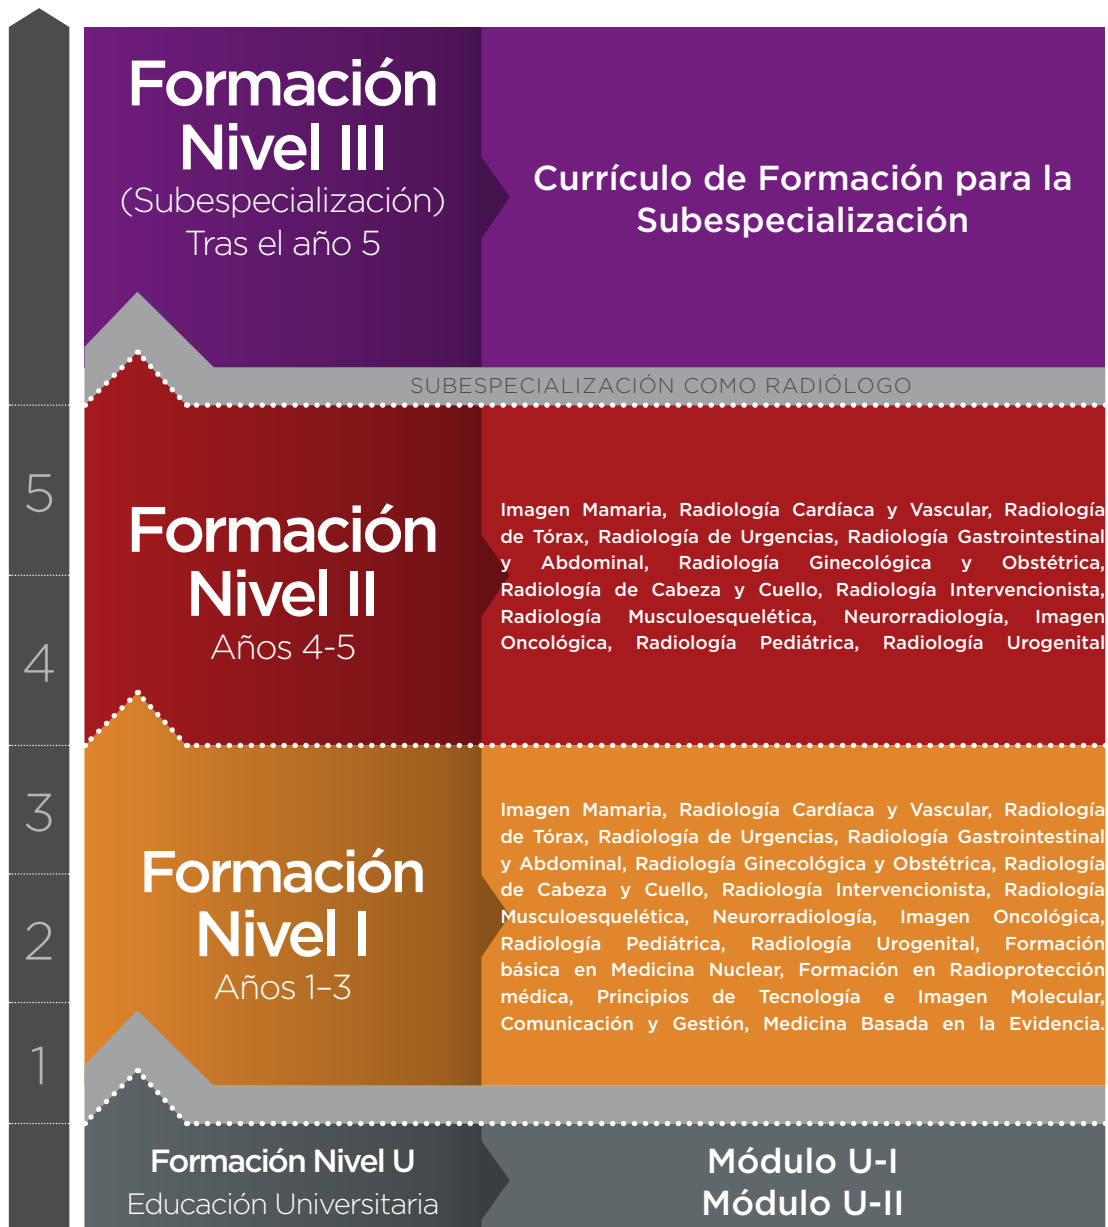 Formación
Nivel III
(Subespecialización)
Tras el año 5
Currículo de Formación para la
Subespecialización
SUBESPECIALIZACIÓN COMO RADIÓLOGO
5
4
Formación
Nivel II
Años 4-5
Imagen Mamaria, Radiología Cardíaca y Vascular, Radiología
de Tórax, Radiología de Urgencias, Radiología Gastrointestinal
y Abdominal, Radiología Ginecológica y Obstétrica,
Radiología de Cabeza y Cuello, Radiología Intervencionista,
Radiología Musculoesquelética, Neurorradiología, Imagen
Oncológica, Radiología Pediátrica, Radiología Urogenital
3
2
1
Formación
Nivel I
Años 1–3
Imagen Mamaria, Radiología Cardíaca y Vascular, Radiología
de Tórax, Radiología de Urgencias, Radiología Gastrointestinal
y Abdominal, Radiología Ginecológica y Obstétrica, Radiología
de Cabeza y Cuello, Radiología Intervencionista, Radiología
Musculoesquelética, Neurorradiología, Imagen Oncológica,
Radiología Pediátrica, Radiología Urogenital, Formación
básica en Medicina Nuclear, Formación en Radioprotección
médica, Principios de Tecnología e Imagen Molecular,
Comunicación y Gestión, Medicina Basada en la Evidencia.
Formación Nivel U
Educación Universitaria
Módulo U-I
Módulo U-II